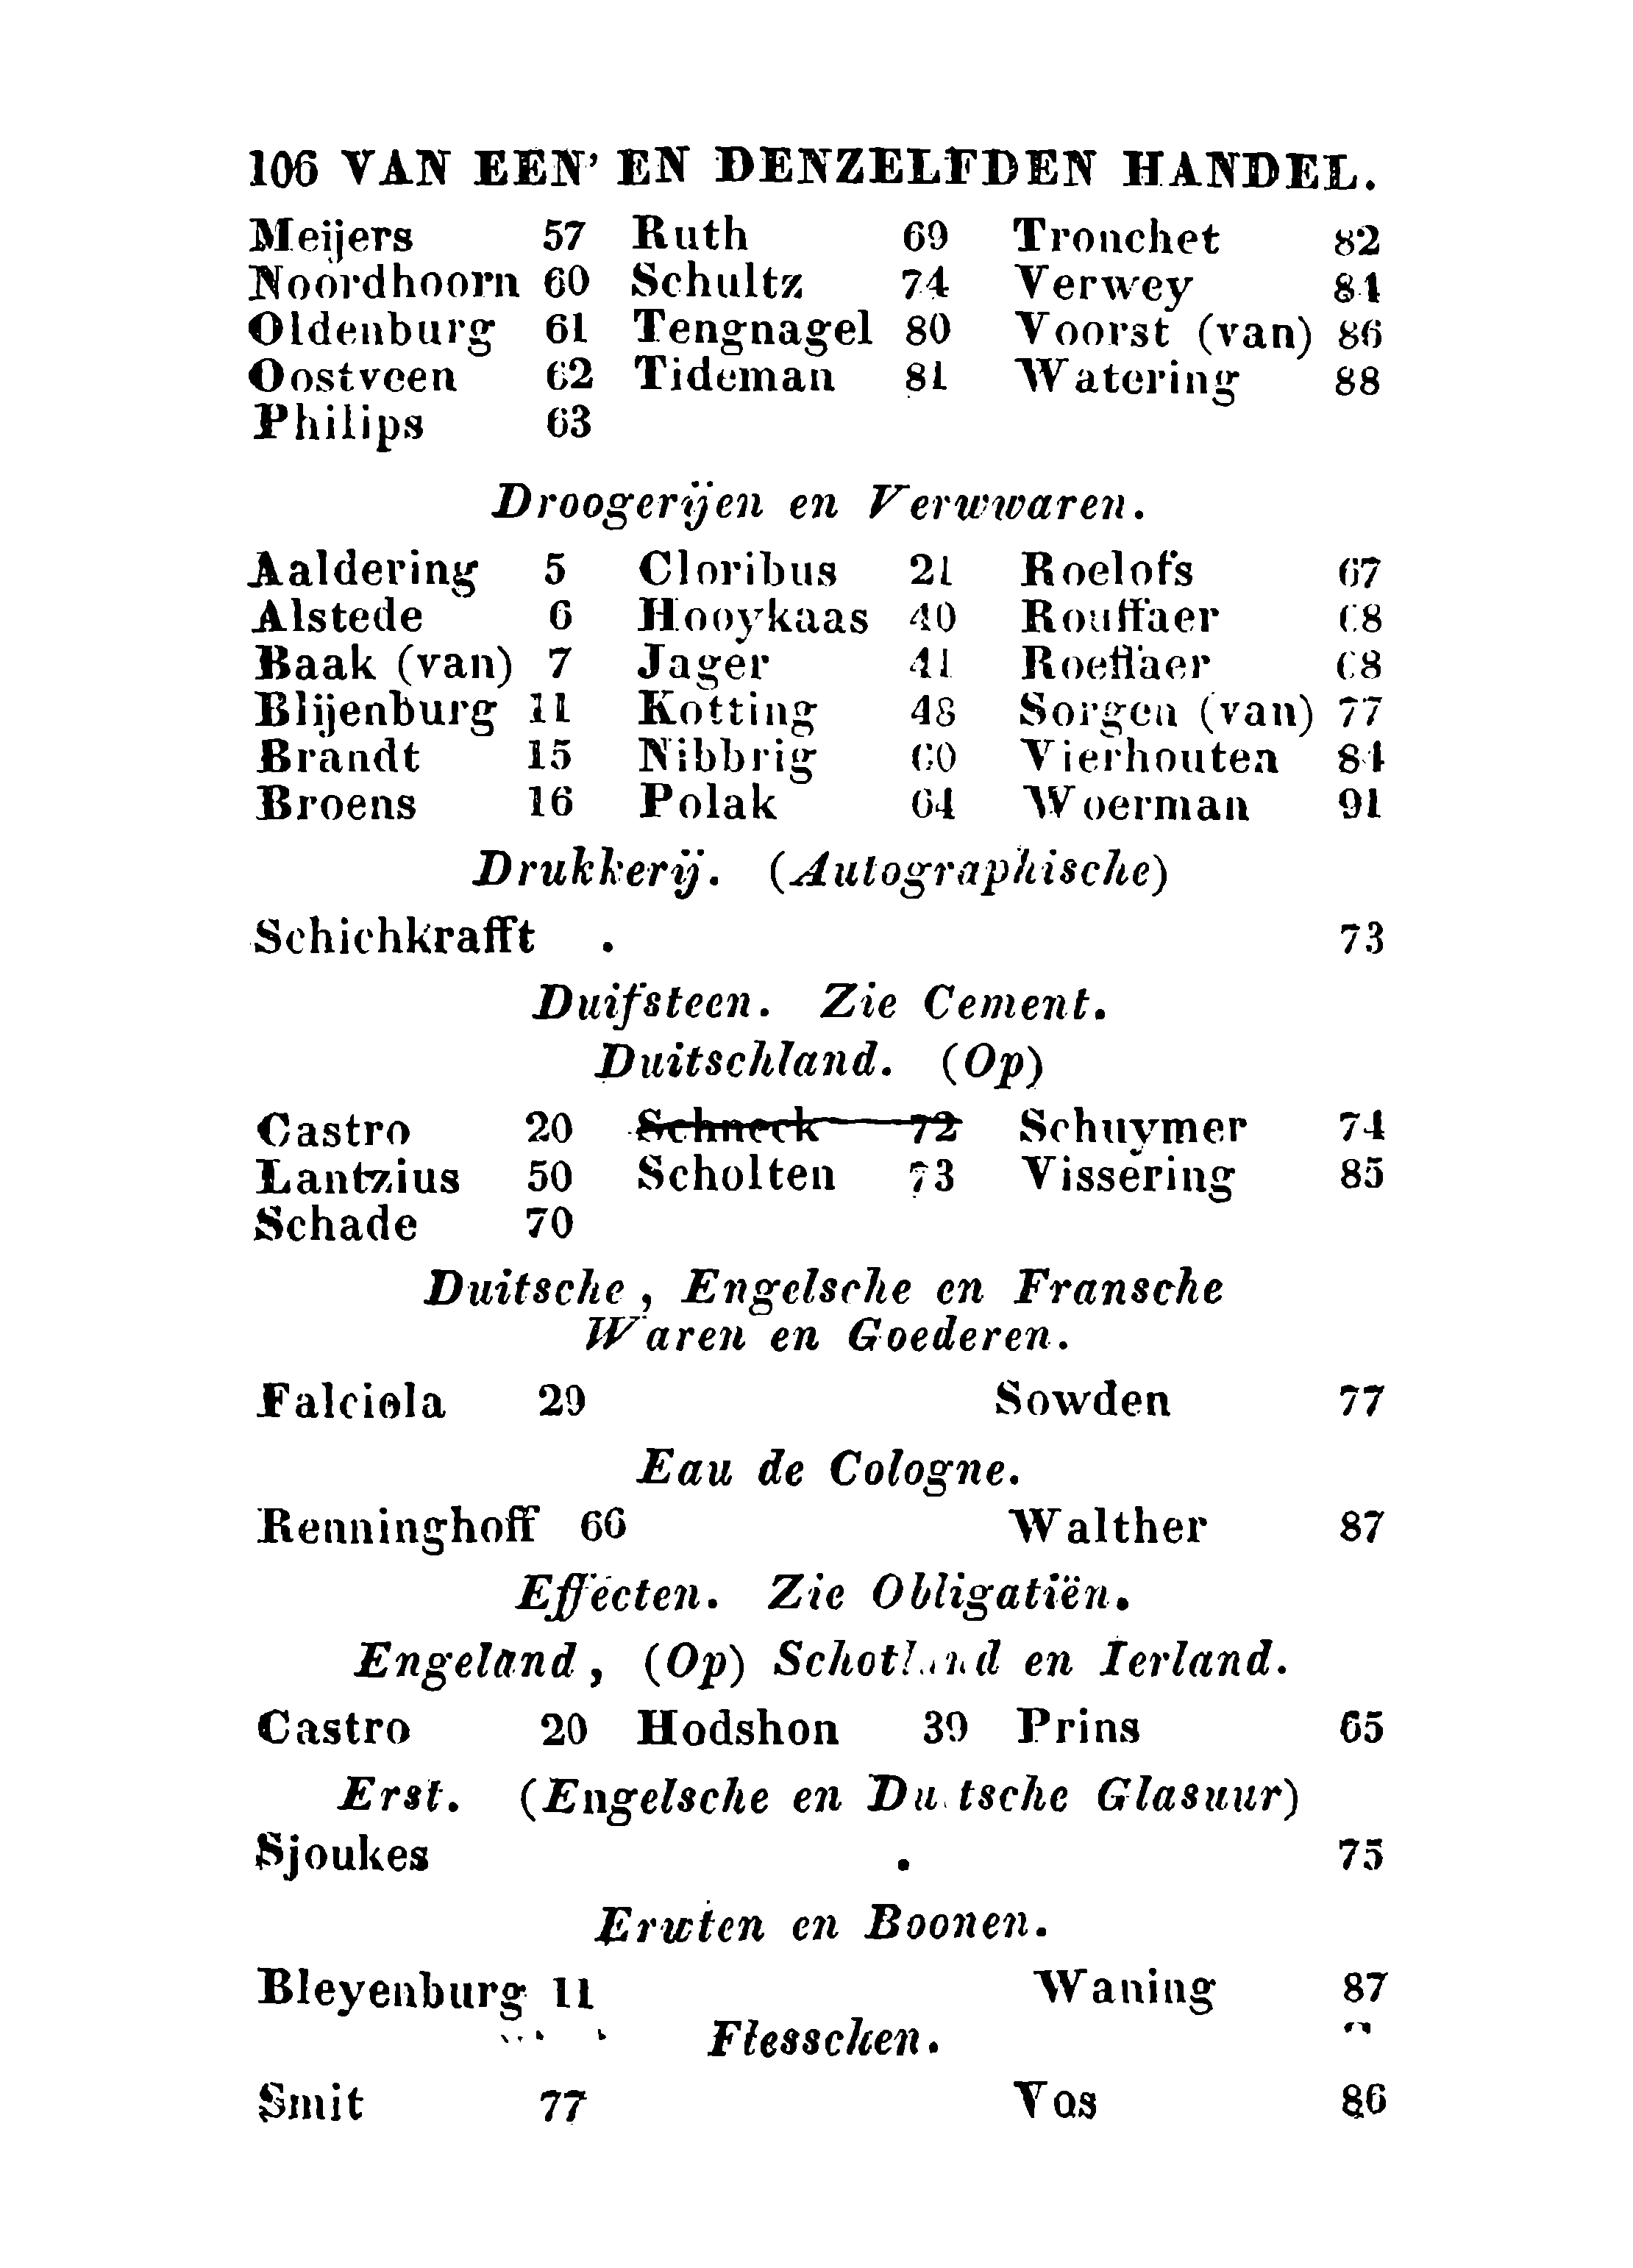 106 VAN EEN' EN DENZELFDEN HANDEL.
Meijers 57 Ruth 69 Tronchet 82
Noordhoorn 60 Schultz 74 Verwey 84
Oldenburg 61 Tengnagel 80 Voorst (van) 86
Oostveen 62 Tideman 81 Watering 88
Philips 63
Droogerijen en Verwwaren.
Aaldering 5 Cloribus 21 Roelofs 67
Alstede 6 Hooykaas 40 Rouffaer 68
Baak (van) 7 Jager 41 Roeffaer 68
Blijenburg 11 Kotting 48 Sorgen (van) 77
Brandt 15 Nibbrig 60 Vierhouten 84
Broens 16 Polak 64 Woerman 91
Drukkerij. (Autographische)
Schichkrafft . 73
Duifsteen. Zie Cement.
Duitschland. (Op)
Castro 20 Schneck 72 Schuymer 74
Lantzius 50 Scholten 73 Vissering 85
Schade 70
Duitsche, Engelsche en Fransche
Waren en Goederen.
Falciola 29 Sowden 77
Eau de Cologne.
Renninghoff 66 Walther 87
Effecten. Zie Obligatiën.
Engeland, (Op) Schotland en Ierland.
Castro 20 Hodshon 39 Prins 65
Erst. (Engelsche en Duitsche Glasuur)
Sjoukes . 75
Erwten en Boonen.
Bleyenburg 11 Waning 87
Flesschen.
Smit 77 Vos 86